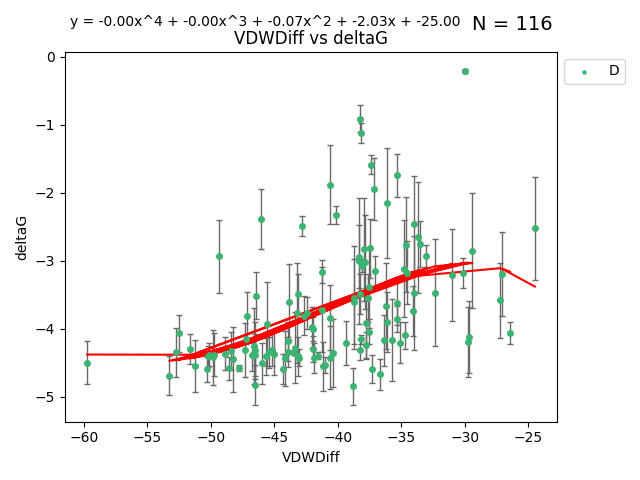 y = -0.00x^4 + -0.00x^3 + -0.07x^2 + -2.03x + -25.00 N = 116
VDWDiff vs deltaG
D
0
−1
−2
−3
−4
−5
deltaG
−60 −55 −50 −45 −40 −35 −30 −25
VDWDiff